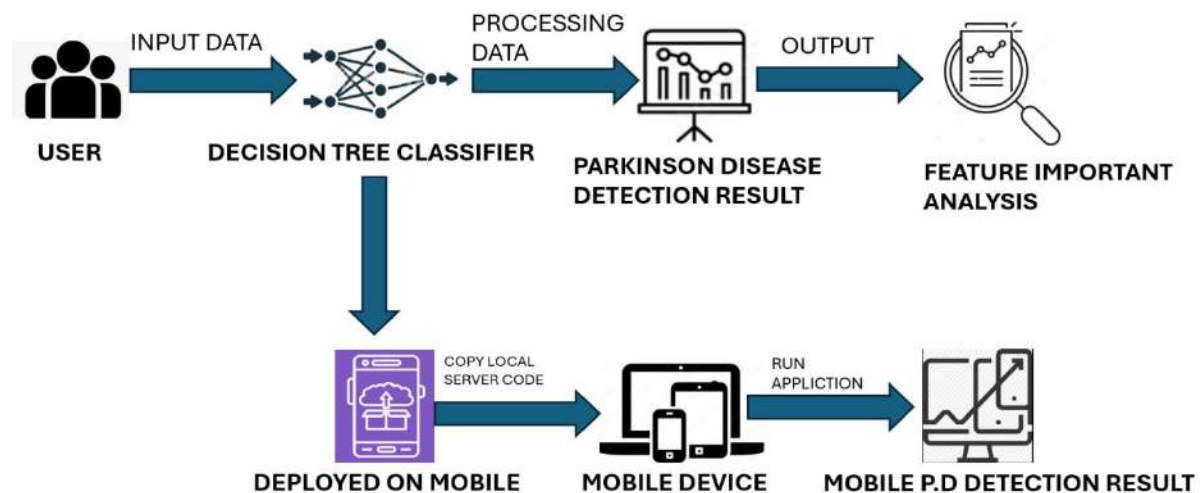 INPUT DATA
PROCESSING
DATA
OUTPUT
USER
DECISION TREE CLASSIFIER
PARKINSON DISEASE
DETECTION RESULT
FEATURE IMPORTANT
ANALYSIS
COPY LOCAL
SERVER CODE
RUN
APPLICTION
DEPLOYED ON MOBILE
MOBILE DEVICE
MOBILE P.D DETECTION RESULT